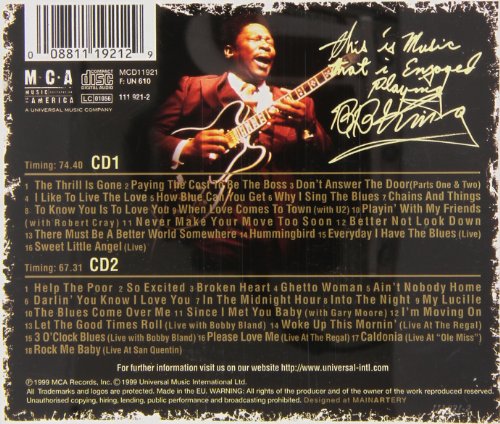 0 08811 19212 9
M·C·A
MUSIC CORPORATION
OF AMERICA
A UNIVERSAL MUSIC COMPANY
COMPACT
disc
DIGITAL AUDIO
LC 01056
MCD11921
F: UN 610
111 921-2
This is Music
that i Enjoyed
playing
B.B. King
Timing: 74.40 CD1
1 The Thrill Is Gone 2 Paying The Cost To Be The Boss 3 Don't Answer The Door(Parts One & Two)
4 I Like To Live The Love 5 How Blue Can You Get 6 Why I Sing The Blues 7 Chains And Things
8 To Know You Is To Love You 9 When Love Comes To Town (with U2) 10 Playin' With My Friends
(with Robert Cray) 11 Never Make Your Move Too Soon 12 Better Not Look Down
13 There Must Be A Better World Somewhere 14 Hummingbird 15 Everyday I Have The Blues (Live)
16 Sweet Little Angel (Live)
Timing: 67.31 CD2
1 Help The Poor 2 So Excited 3 Broken Heart 4 Ghetto Woman 5 Ain't Nobody Home
6 Darlin' You Know I Love You 7 In The Midnight Hour 8 Into The Night 9 My Lucille
10 The Blues Come Over Me 11 Since I Met You Baby (with Gary Moore) 12 I'm Moving On
13 Let The Good Times Roll (Live with Bobby Bland) 14 Woke Up This Mornin' (Live At The Regal)
15 3 O'Clock Blues (Live with Bobby Bland) 16 Please Love Me (Live At The Regal) 17 Caldonia (Live At "Ole Miss")
18 Rock Me Baby (Live At San Quentin)
For further information visit us on our website http://www.universal-intl.com
℗ 1999 MCA Records, Inc. © 1999 Universal Music International Ltd.
All Trademarks and logos are protected. Made in the EU. WARNING: All rights of the producer and of the owner of the work reproduced reserved.
Unauthorised copying, hiring, lending, public performance and broadcasting prohibited. Designed at MAINARTERY